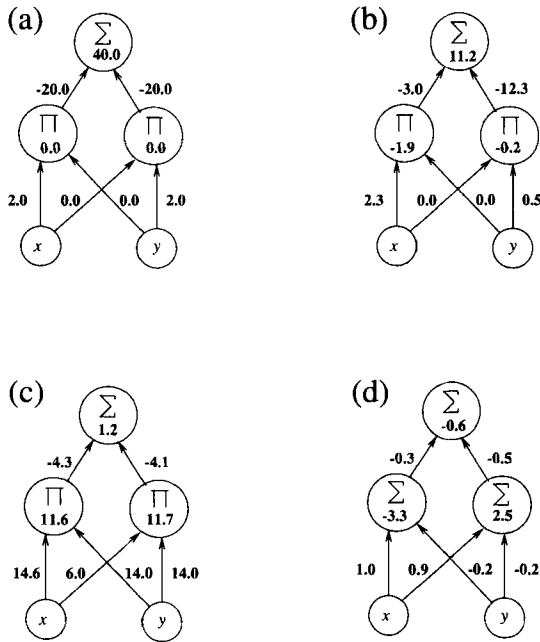 (a)
∑
40.0
-20.0 -20.0
∏ ∏
0.0 0.0
2.0 0.0 0.0 2.0
x y
(b)
∑
11.2
-3.0 -12.3
∏ ∏
-1.9 -0.2
2.3 0.0 0.0 0.5
x y
(c)
∑
1.2
-4.3 -4.1
∏ ∏
11.6 11.7
14.6 6.0 14.0 14.0
x y
(d)
∑
-0.6
-0.3 -0.5
∑ ∑
-3.3 2.5
1.0 0.9 -0.2 -0.2
x y